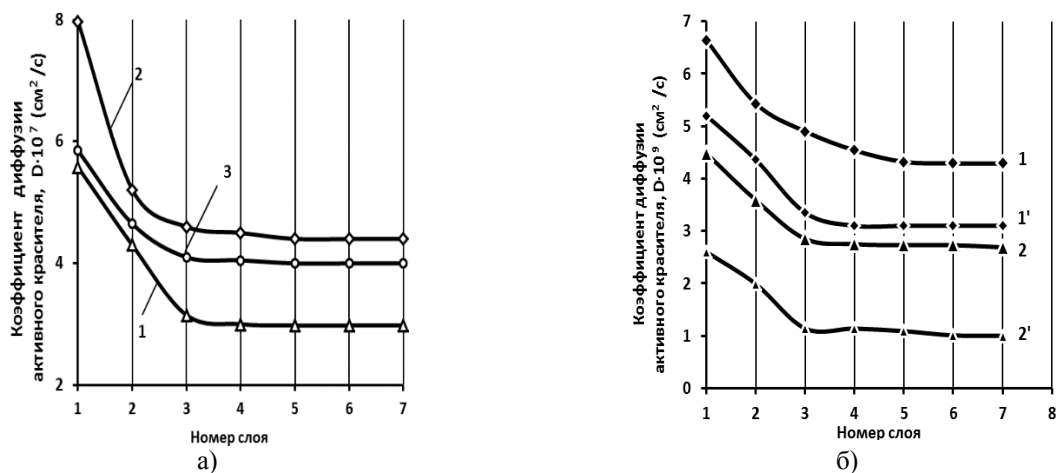 Коэффициент диффузии
активного красителя, D·10⁷ (см² /с)
8
6
4
2
2
3
1
1 2 3 4 5 6 7
Номер слоя
а)
Коэффициент диффузии
активного красителя, D·10⁹ (см² /с)
7
6
5
4
3
2
1
0
1
1'
2
2'
1 2 3 4 5 6 7 8
Номер слоя
б)